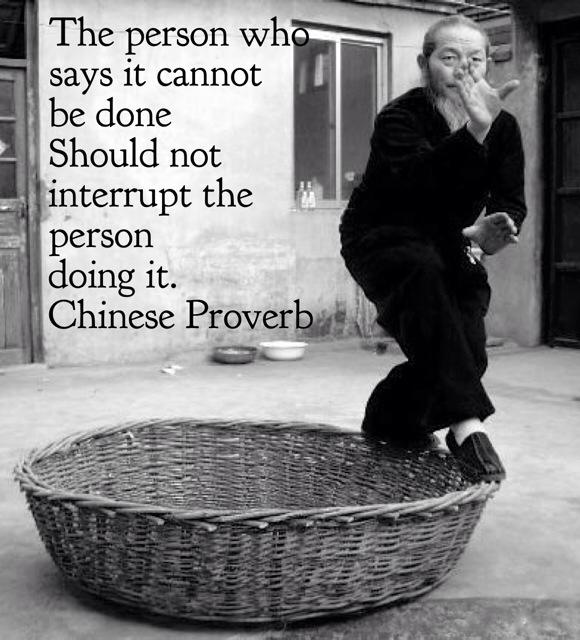 The person who
says it cannot
be done
Should not
interrupt the
person
doing it.
Chinese Proverb